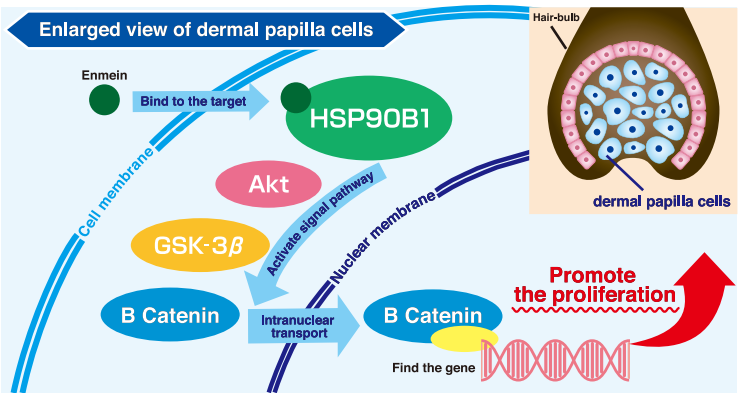 Enlarged view of dermal papilla cells
Hair-bulb
Enmein
Bind to the target
HSP90B1
Cell membrane
Akt
Activate signal pathway
Nuclear membrane
dermal papilla cells
GSK-3β
B Catenin
Intranuclear
transport
B Catenin
Promote
the proliferation
Find the gene